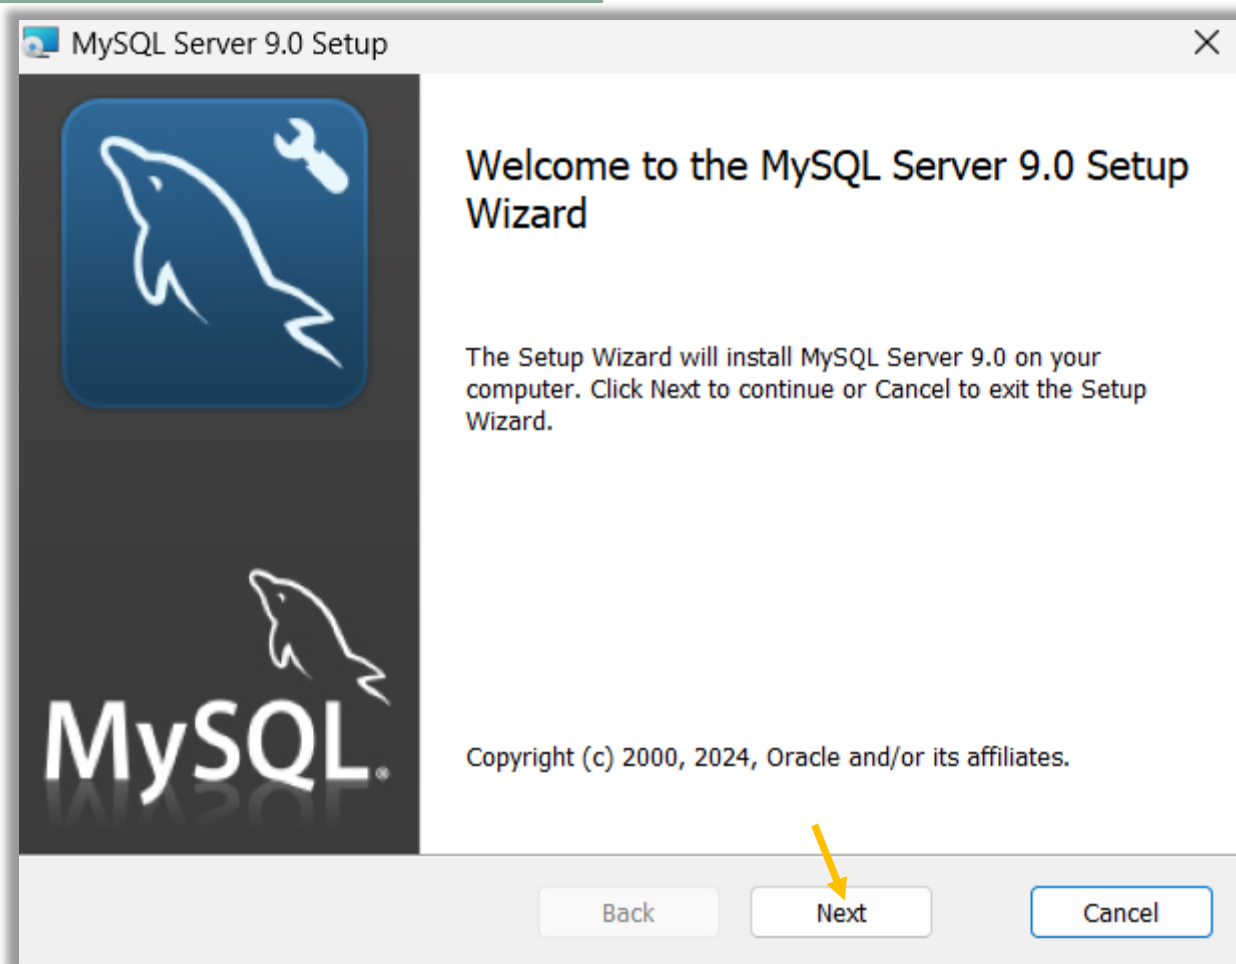 MySQL Server 9.0 Setup
Welcome to the MySQL Server 9.0 Setup
Wizard
The Setup Wizard will install MySQL Server 9.0 on your
computer. Click Next to continue or Cancel to exit the Setup
Wizard.
MySQL®
Copyright (c) 2000, 2024, Oracle and/or its affiliates.
Back
Next
Cancel